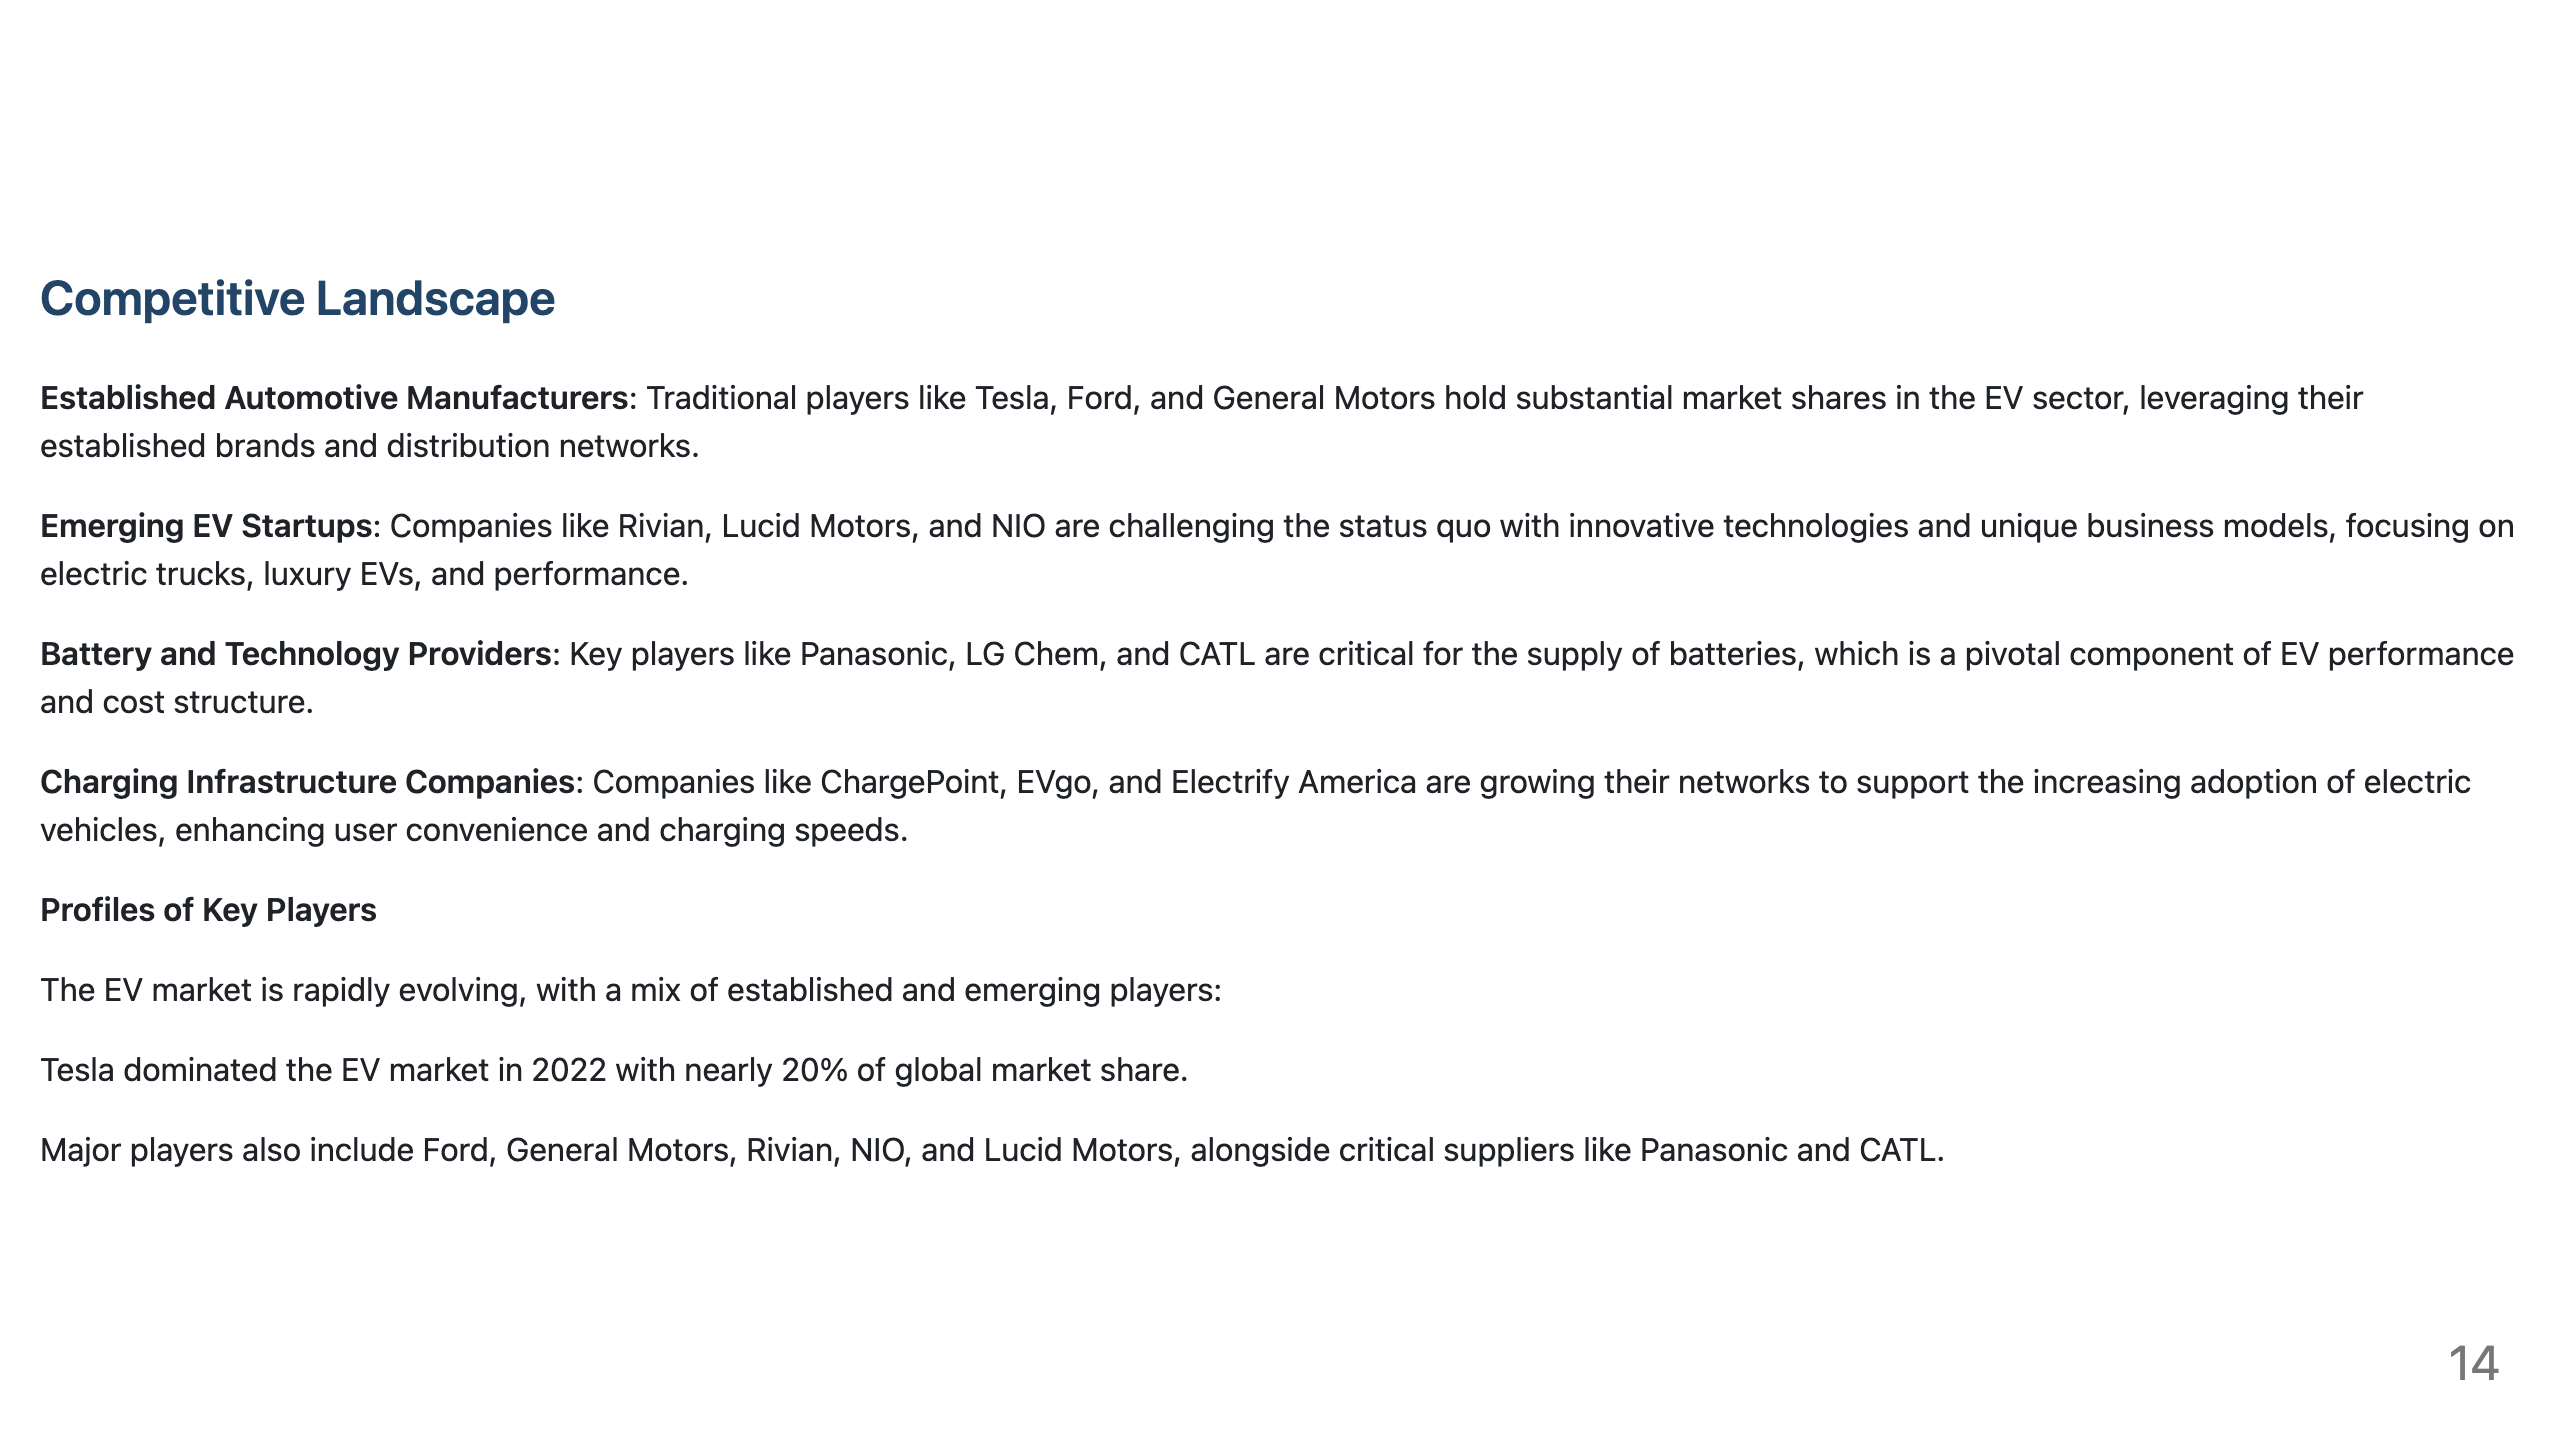 Competitive Landscape
Established Automotive Manufacturers: Traditional players like Tesla, Ford, and General Motors hold substantial market shares in the EV sector, leveraging their
established brands and distribution networks.
Emerging EV Startups: Companies like Rivian, Lucid Motors, and NIO are challenging the status quo with innovative technologies and unique business models, focusing on
electric trucks, luxury EVs, and performance.
Battery and Technology Providers: Key players like Panasonic, LG Chem, and CATL are critical for the supply of batteries, which is a pivotal component of EV performance
and cost structure.
Charging Infrastructure Companies: Companies like ChargePoint, EVgo, and Electrify America are growing their networks to support the increasing adoption of electric
vehicles, enhancing user convenience and charging speeds.
Profiles of Key Players
The EV market is rapidly evolving, with a mix of established and emerging players:
Tesla dominated the EV market in 2022 with nearly 20% of global market share.
Major players also include Ford, General Motors, Rivian, NIO, and Lucid Motors, alongside critical suppliers like Panasonic and CATL.
14